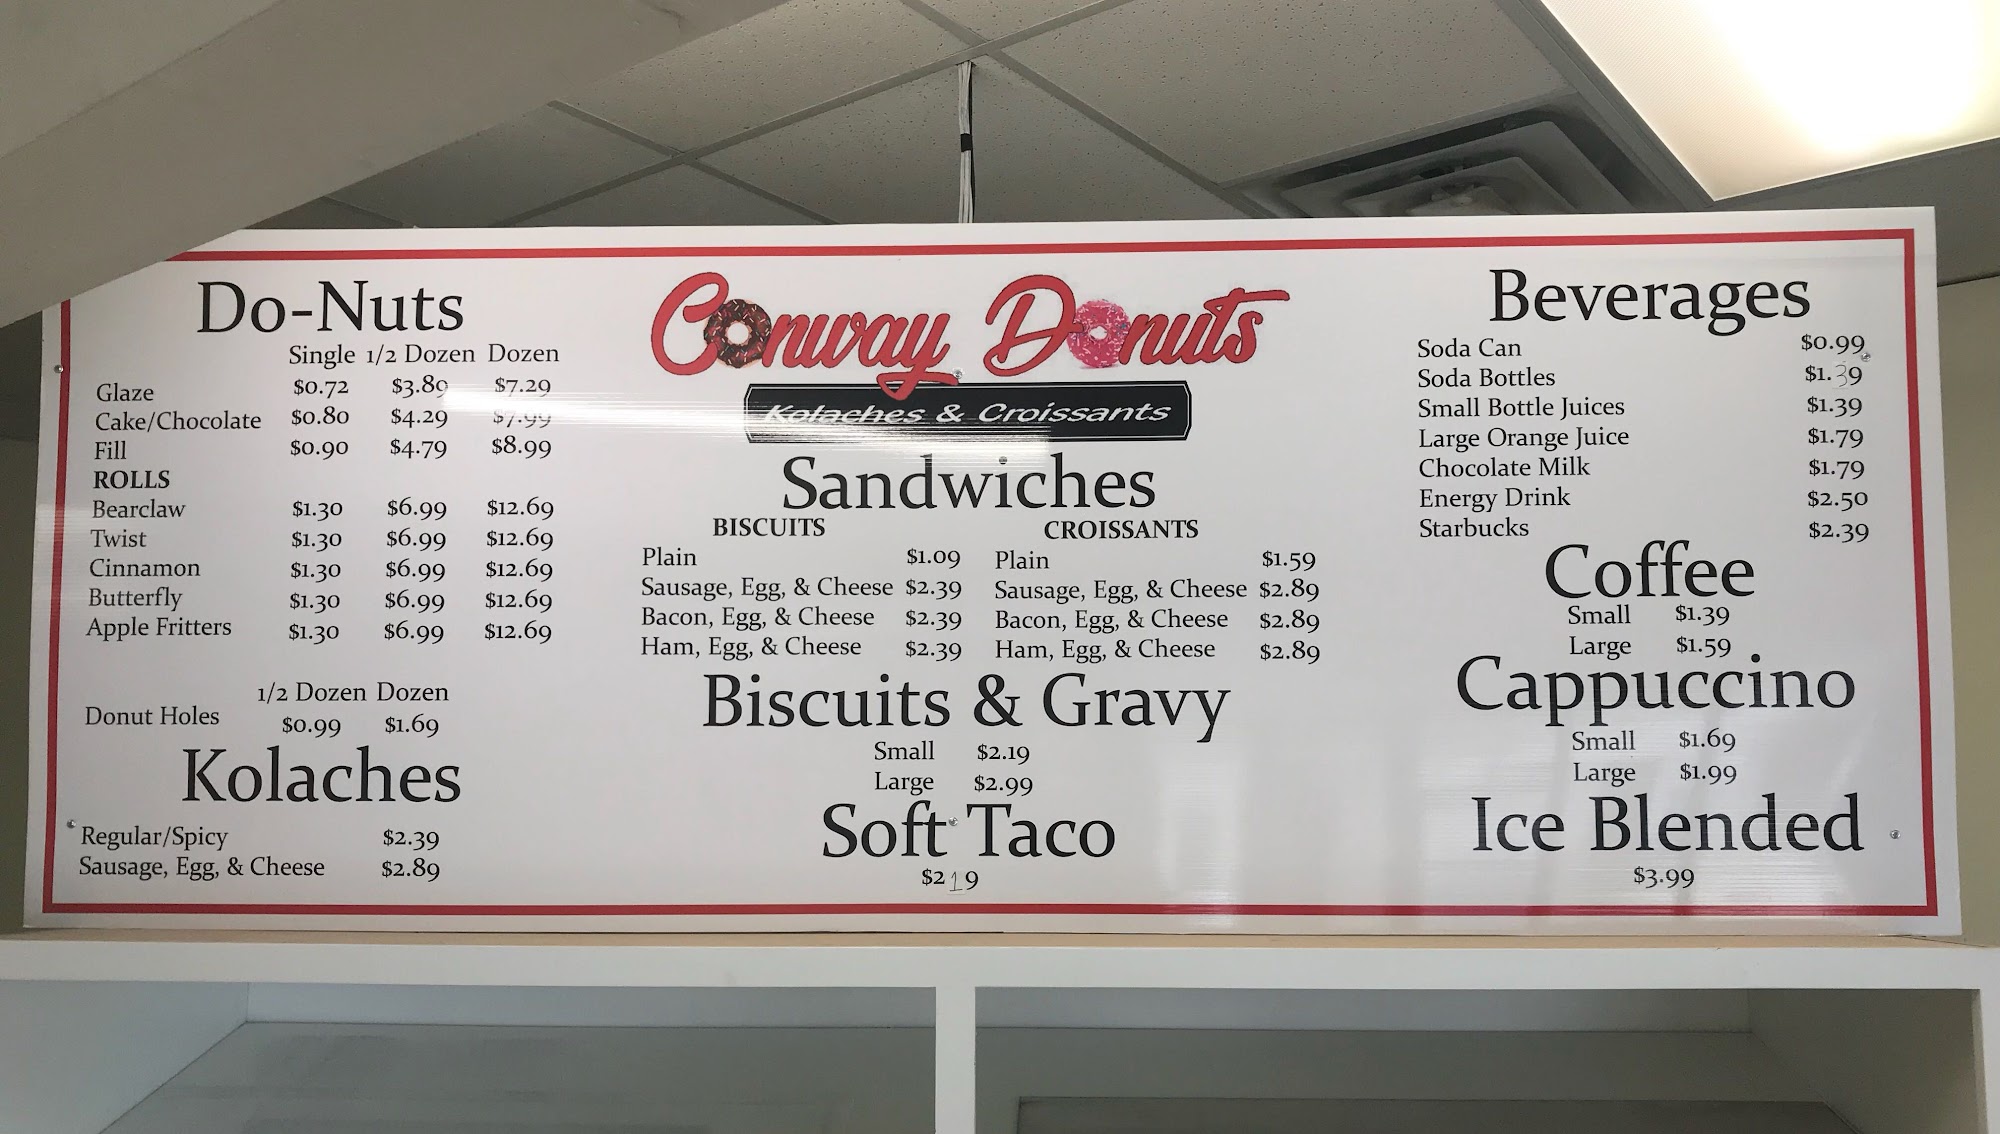 Do-Nuts
Single 1/2 Dozen Dozen
Glaze $0.72 $3.89 $7.29
Cake/Chocolate $0.80 $4.29 $7.99
Fill $0.90 $4.79 $8.99
ROLLS
Bearclaw $1.30 $6.99 $12.69
Twist $1.30 $6.99 $12.69
Cinnamon $1.30 $6.99 $12.69
Butterfly $1.30 $6.99 $12.69
Apple Fritters $1.30 $6.99 $12.69
1/2 Dozen Dozen
Donut Holes $0.99 $1.69
Kolaches
Regular/Spicy $2.39
Sausage, Egg, & Cheese $2.89
Conway Donuts
Kolaches & Croissants
Sandwiches
BISCUITS
Plain $1.09
Sausage, Egg, & Cheese $2.39
Bacon, Egg, & Cheese $2.39
Ham, Egg, & Cheese $2.39
CROISSANTS
Plain $1.59
Sausage, Egg, & Cheese $2.89
Bacon, Egg, & Cheese $2.89
Ham, Egg, & Cheese $2.89
Biscuits & Gravy
Small $2.19
Large $2.99
Soft Taco
$2.19
Beverages
Soda Can $0.99
Soda Bottles $1.39
Small Bottle Juices $1.39
Large Orange Juice $1.79
Chocolate Milk $1.79
Energy Drink $2.50
Starbucks $2.39
Coffee
Small $1.39
Large $1.59
Cappuccino
Small $1.69
Large $1.99
Ice Blended
$3.99